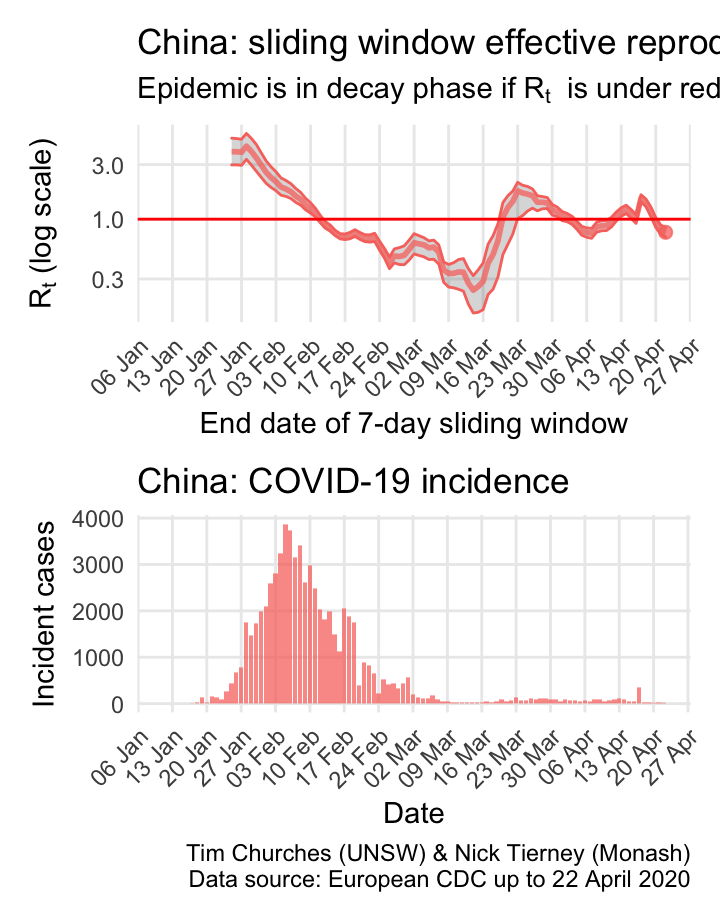 China: sliding window effective reprod
Epidemic is in decay phase if Rt is under red
Rt (log scale)
3.0
1.0
0.3
06 Jan
13 Jan
20 Jan
27 Jan
03 Feb
10 Feb
17 Feb
24 Feb
02 Mar
09 Mar
16 Mar
23 Mar
30 Mar
06 Apr
13 Apr
20 Apr
27 Apr
End date of 7-day sliding window
China: COVID-19 incidence
Incident cases
4000
3000
2000
1000
0
06 Jan
13 Jan
20 Jan
27 Jan
03 Feb
10 Feb
17 Feb
24 Feb
02 Mar
09 Mar
16 Mar
23 Mar
30 Mar
06 Apr
13 Apr
20 Apr
27 Apr
Date
Tim Churches (UNSW) & Nick Tierney (Monash)
Data source: European CDC up to 22 April 2020